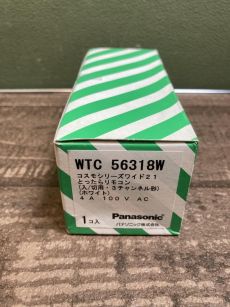 WTC 56318W
コスモシリーズワイド21
とったらリモコン
(入/切用・3チャンネル形)
(ホワイト)
4A 100V AC
1コ入
Panasonic
パナソニック株式会社